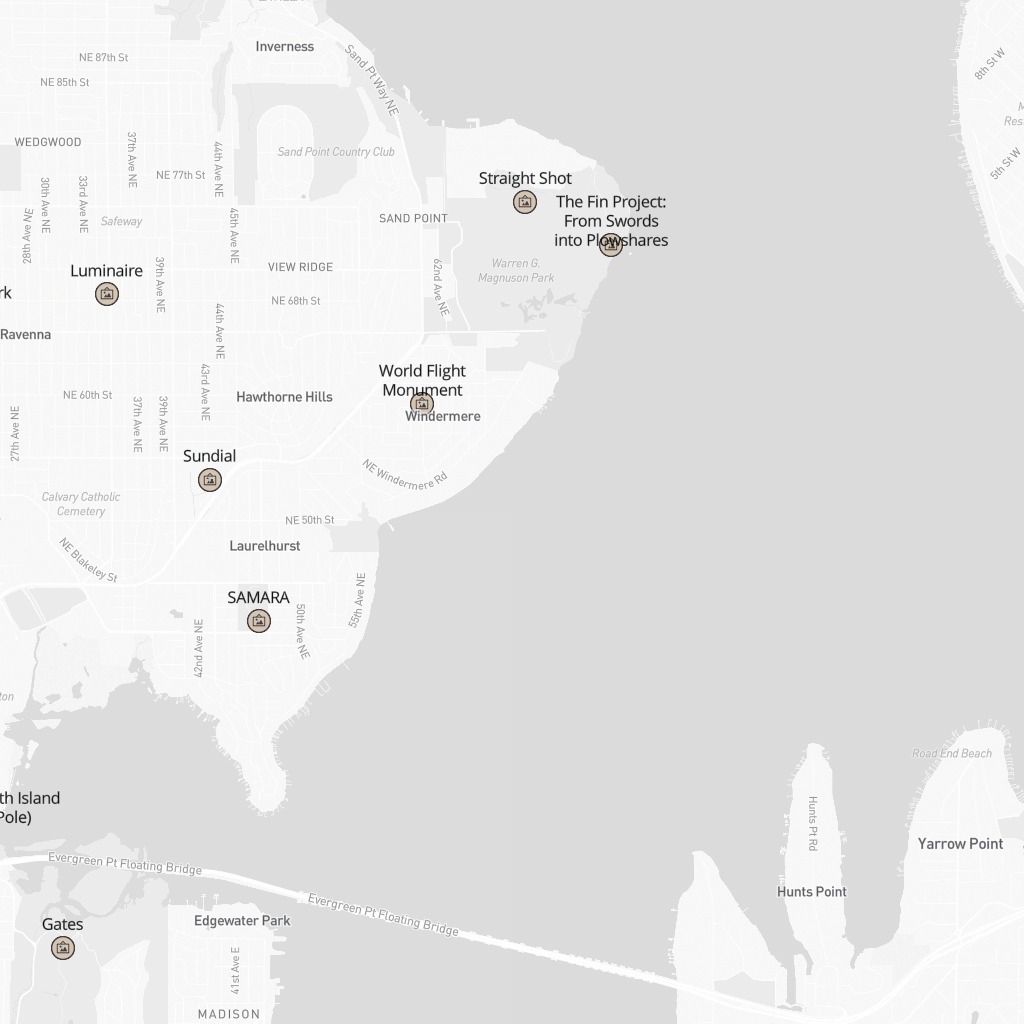 Inverness
Sand Pt Way NE
NE 87th St
NE 85th St
8th St W
WEDGWOOD
37th Ave NE
44th Ave NE
Sand Point Country Club
5th St W
NE 77th St
Straight Shot
30th Ave NE
33rd Ave NE
28th Ave NE
Safeway
45th Ave NE
SAND POINT
The Fin Project:
From Swords
into Plowshares
Luminaire
39th Ave NE
VIEW RIDGE
62nd Ave NE
Warren G.
Magnuson Park
rk
NE 68th St
44th Ave NE
Ravenna
World Flight
Monument
43rd Ave NE
NE 60th St
Hawthorne Hills
37th Ave NE
39th Ave NE
27th Ave NE
Windermere
Sundial
NE Windermere Rd
Calvary Catholic
Cemetery
NE 50th St
NE Blakeley St
Laurelhurst
SAMARA
55th Ave NE
50th Ave NE
42nd Ave NE
ton
Road End Beach
th Island
Pole)
Hunts Pt Rd
Yarrow Point
Evergreen Pt Floating Bridge
Hunts Point
Evergreen Pt Floating Bridge
Gates
Edgewater Park
41st Ave E
MADISON